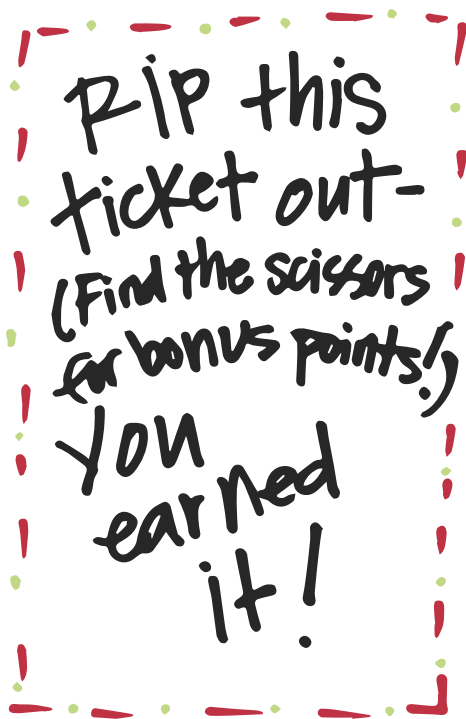 Rip this
ticket out-
(Find the scissors
for bonus points!)
you
earned
it!